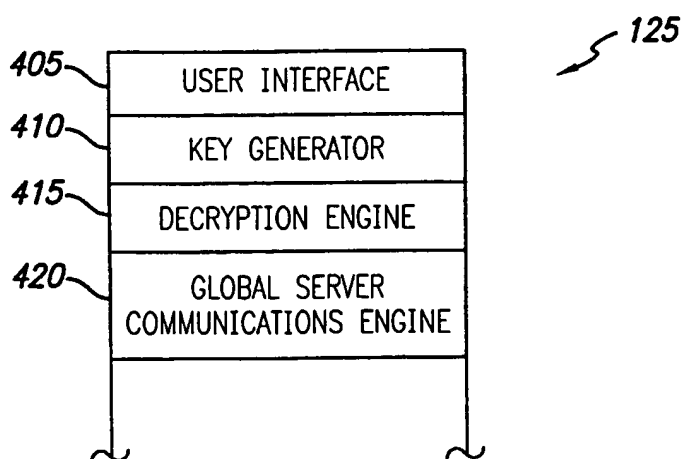 125
405
USER INTERFACE
410
KEY GENERATOR
415
DECRYPTION ENGINE
420
GLOBAL SERVER
COMMUNICATIONS ENGINE